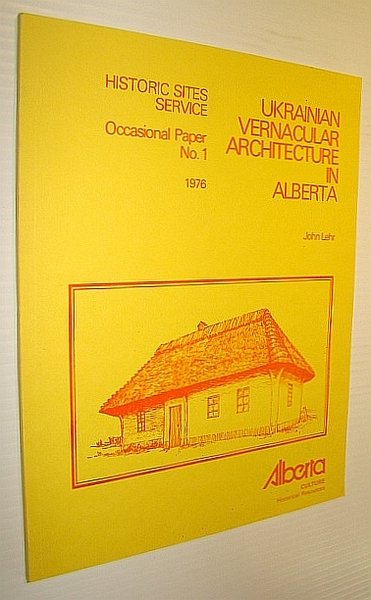 HISTORIC SITES
SERVICE
Occasional Paper
No. 1
1976
UKRAINIAN
VERNACULAR
ARCHITECTURE
IN
ALBERTA
John Lehr
Alberta
CULTURE
Historical Resources